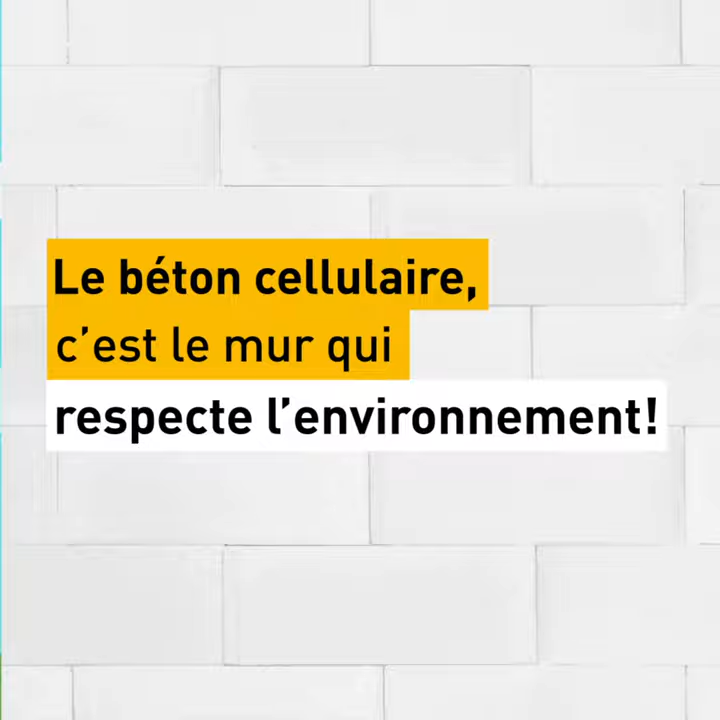 Le béton cellulaire,
c’est le mur qui
respecte l’environnement!